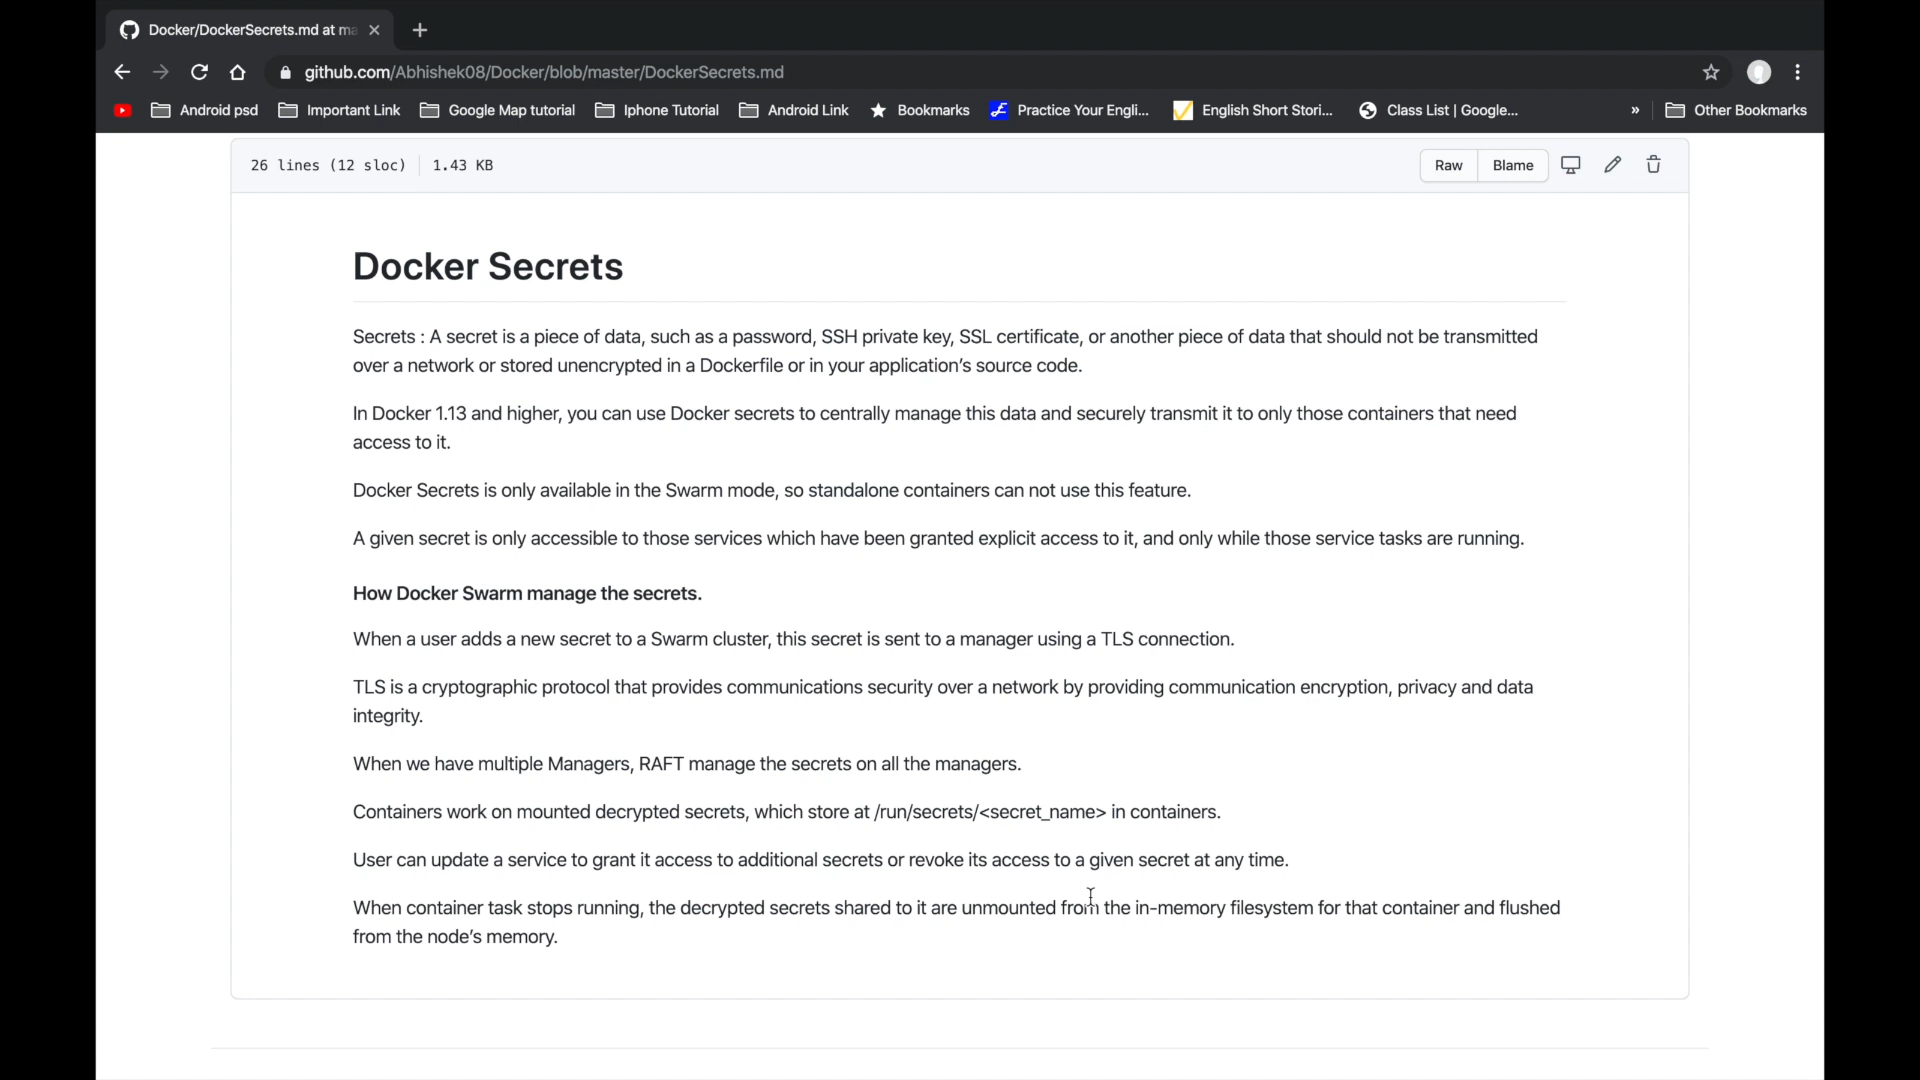 Docker/DockerSecrets.md at ma
github.com/Abhishek08/Docker/blob/master/DockerSecrets.md
Android psd Important Link Google Map tutorial Iphone Tutorial Android Link Bookmarks Practice Your Engli... English Short Stori... Class List | Google... » Other Bookmarks
26 lines (12 sloc) 1.43 KB Raw Blame
Docker Secrets
Secrets : A secret is a piece of data, such as a password, SSH private key, SSL certificate, or another piece of data that should not be transmitted
over a network or stored unencrypted in a Dockerfile or in your application’s source code.
In Docker 1.13 and higher, you can use Docker secrets to centrally manage this data and securely transmit it to only those containers that need
access to it.
Docker Secrets is only available in the Swarm mode, so standalone containers can not use this feature.
A given secret is only accessible to those services which have been granted explicit access to it, and only while those service tasks are running.
How Docker Swarm manage the secrets.
When a user adds a new secret to a Swarm cluster, this secret is sent to a manager using a TLS connection.
TLS is a cryptographic protocol that provides communications security over a network by providing communication encryption, privacy and data
integrity.
When we have multiple Managers, RAFT manage the secrets on all the managers.
Containers work on mounted decrypted secrets, which store at /run/secrets/<secret_name> in containers.
User can update a service to grant it access to additional secrets or revoke its access to a given secret at any time.
When container task stops running, the decrypted secrets shared to it are unmounted from the in-memory filesystem for that container and flushed
from the node’s memory.